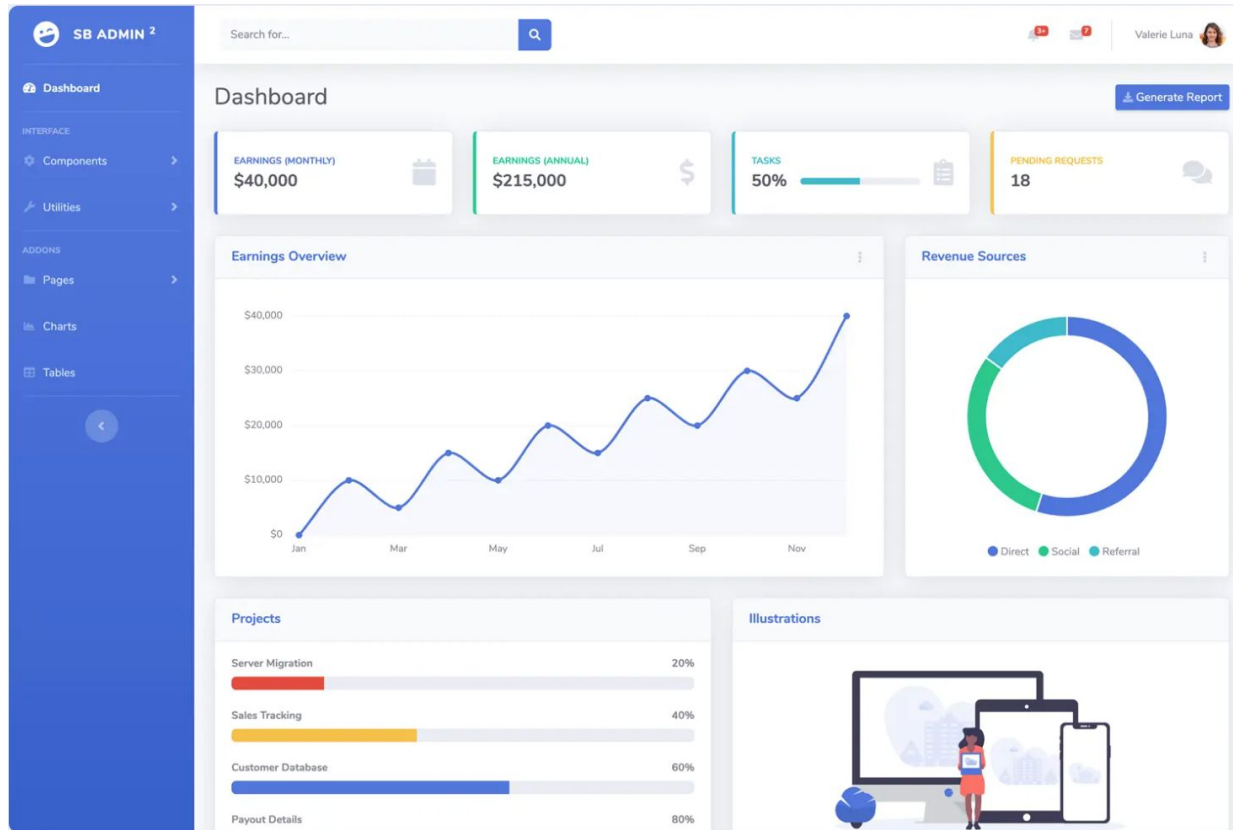 SB ADMIN 2
Search for...
3+
7
Valerie Luna
Dashboard
Dashboard
Generate Report
INTERFACE
Components
Utilities
ADDONS
Pages
Charts
Tables
EARNINGS (MONTHLY)
$40,000
EARNINGS (ANNUAL)
$215,000
TASKS
50%
PENDING REQUESTS
18
Earnings Overview
$40,000
$30,000
$20,000
$10,000
$0
Jan Mar May Jul Sep Nov
Revenue Sources
Direct Social Referral
Projects
Server Migration 20%
Sales Tracking 40%
Customer Database 60%
Payout Details 80%
Illustrations